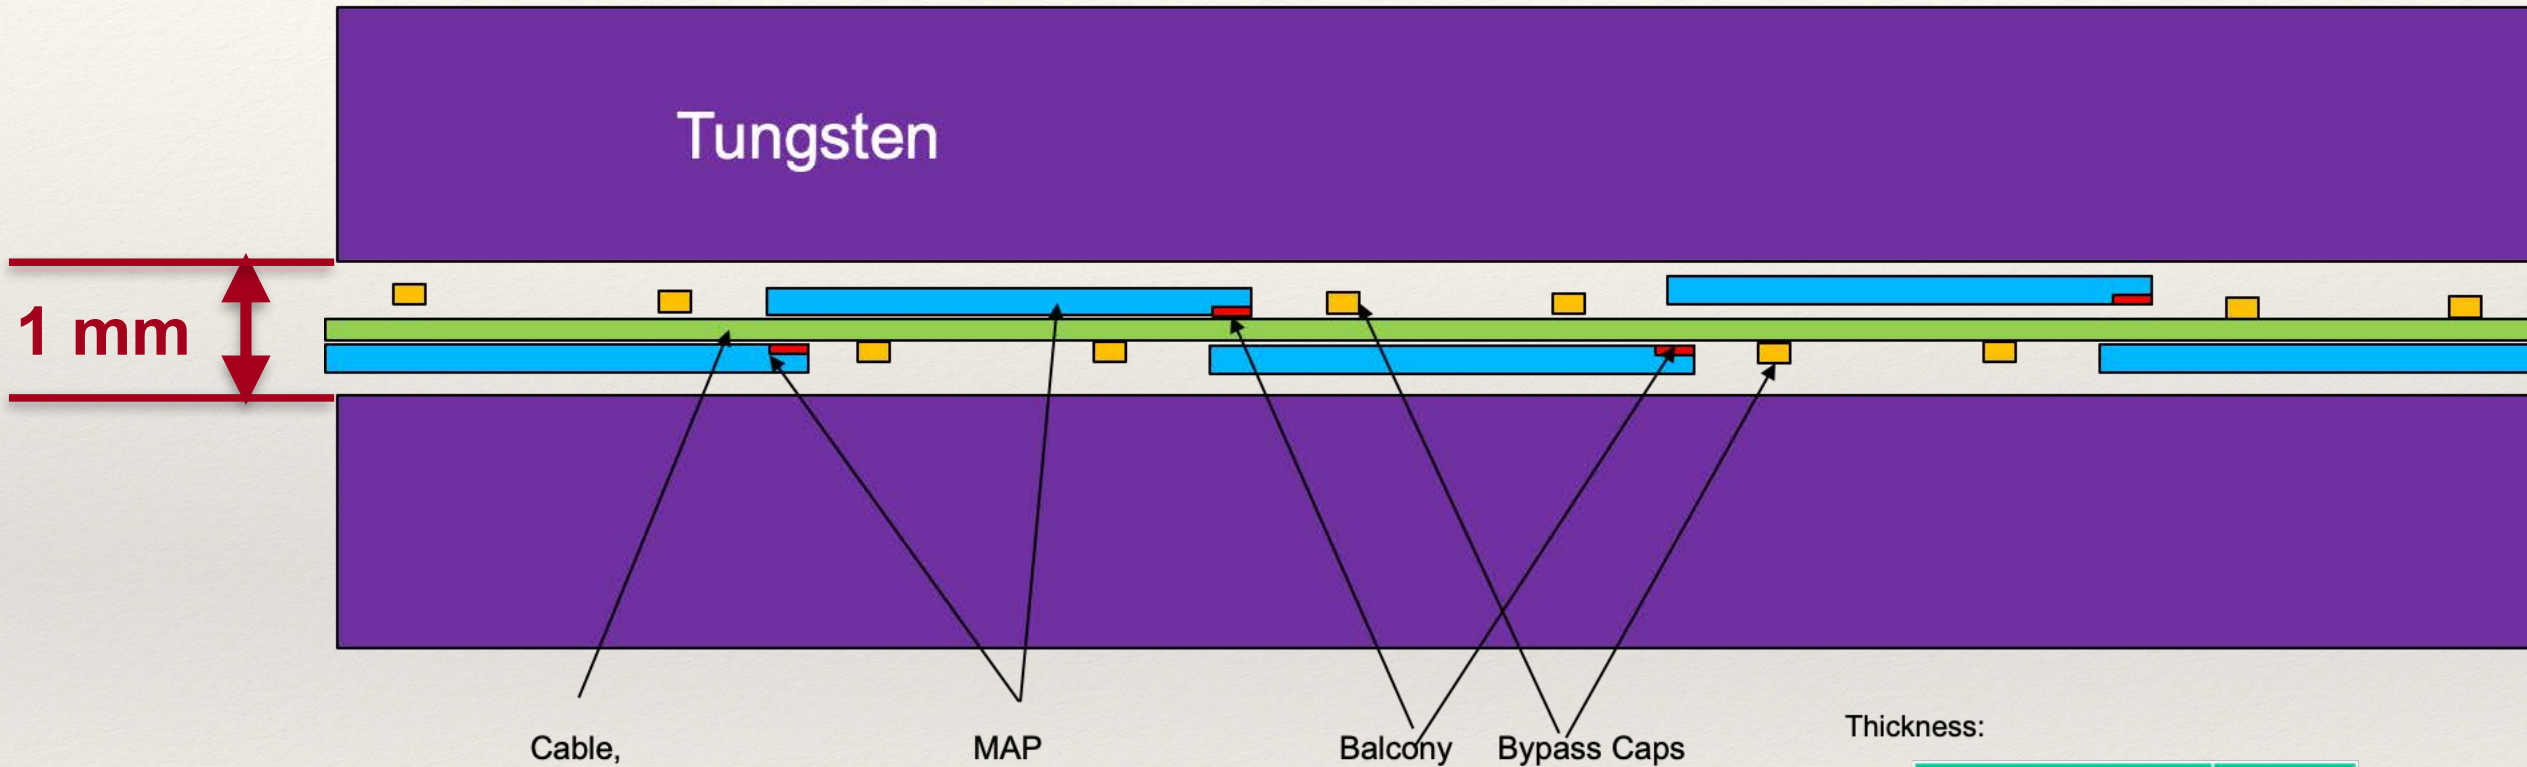 Tungsten
1 mm
Thickness:
Cable,
MAP
Balcony
Bypass Caps